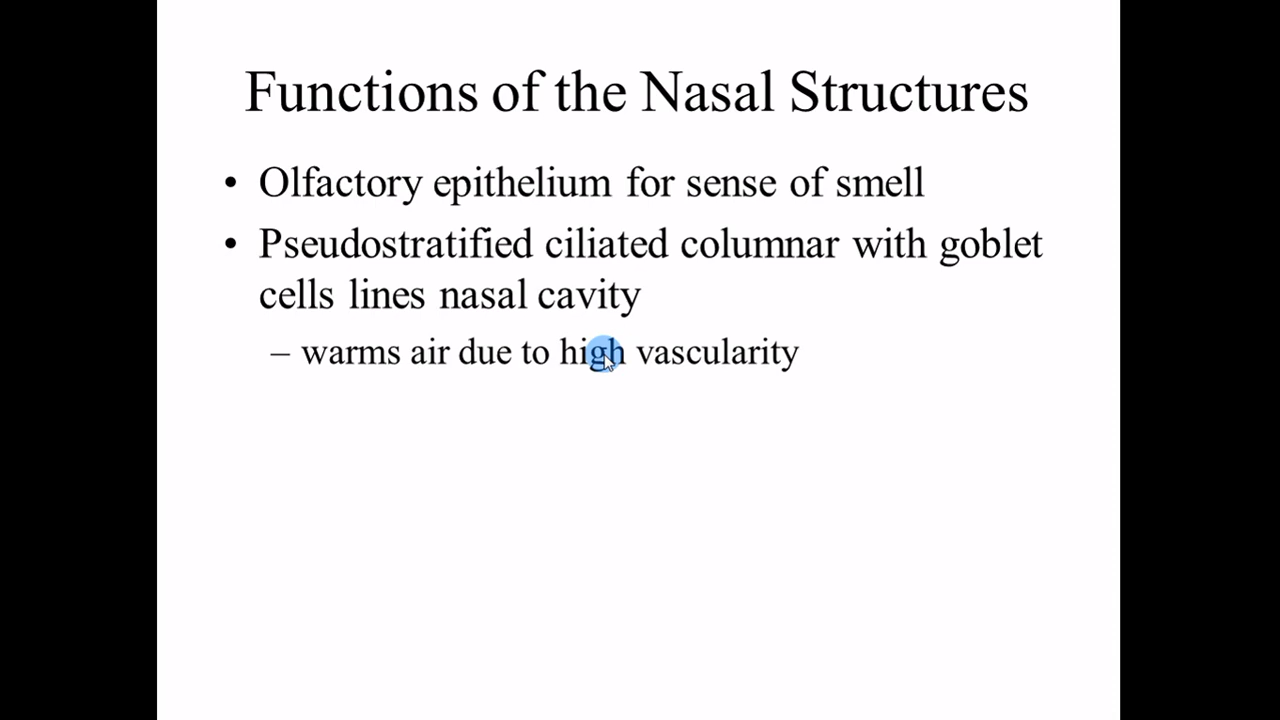 Functions of the Nasal Structures
• Olfactory epithelium for sense of smell
• Pseudostratified ciliated columnar with goblet
cells lines nasal cavity
– warms air due to high vascularity